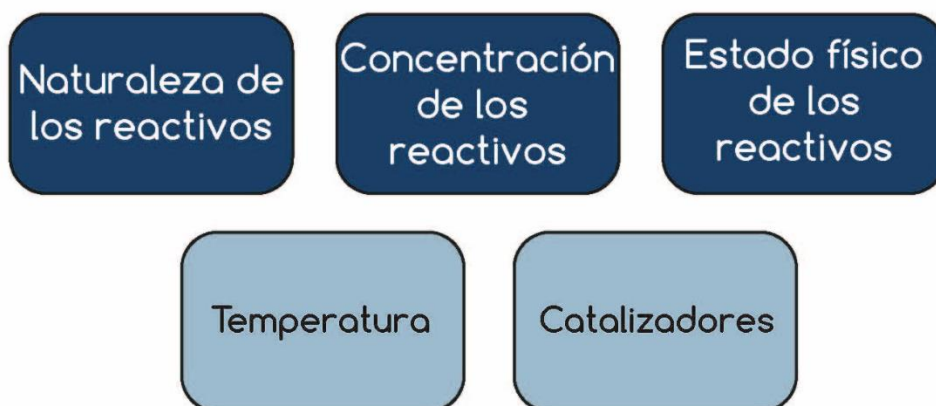 Naturaleza de
los reactivos
Concentración
de los
reactivos
Estado físico
de los
reactivos
Temperatura
Catalizadores